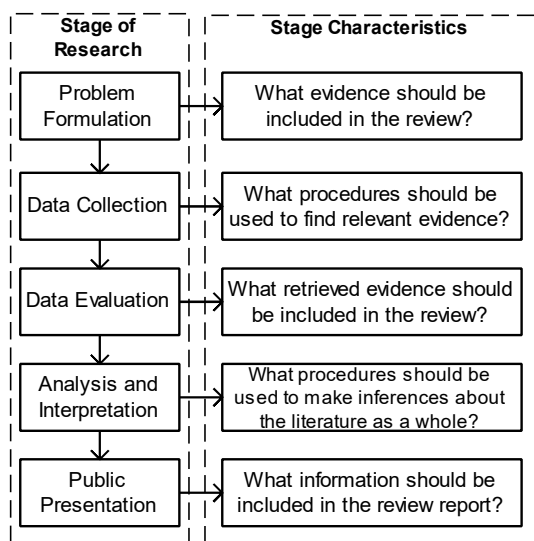 Stage of
Research
Stage Characteristics
Problem
Formulation
What evidence should be
included in the review?
Data Collection
What procedures should be
used to find relevant evidence?
Data Evaluation
What retrieved evidence should
be included in the review?
Analysis and
Interpretation
What procedures should be
used to make inferences about
the literature as a whole?
Public
Presentation
What information should be
included in the review report?